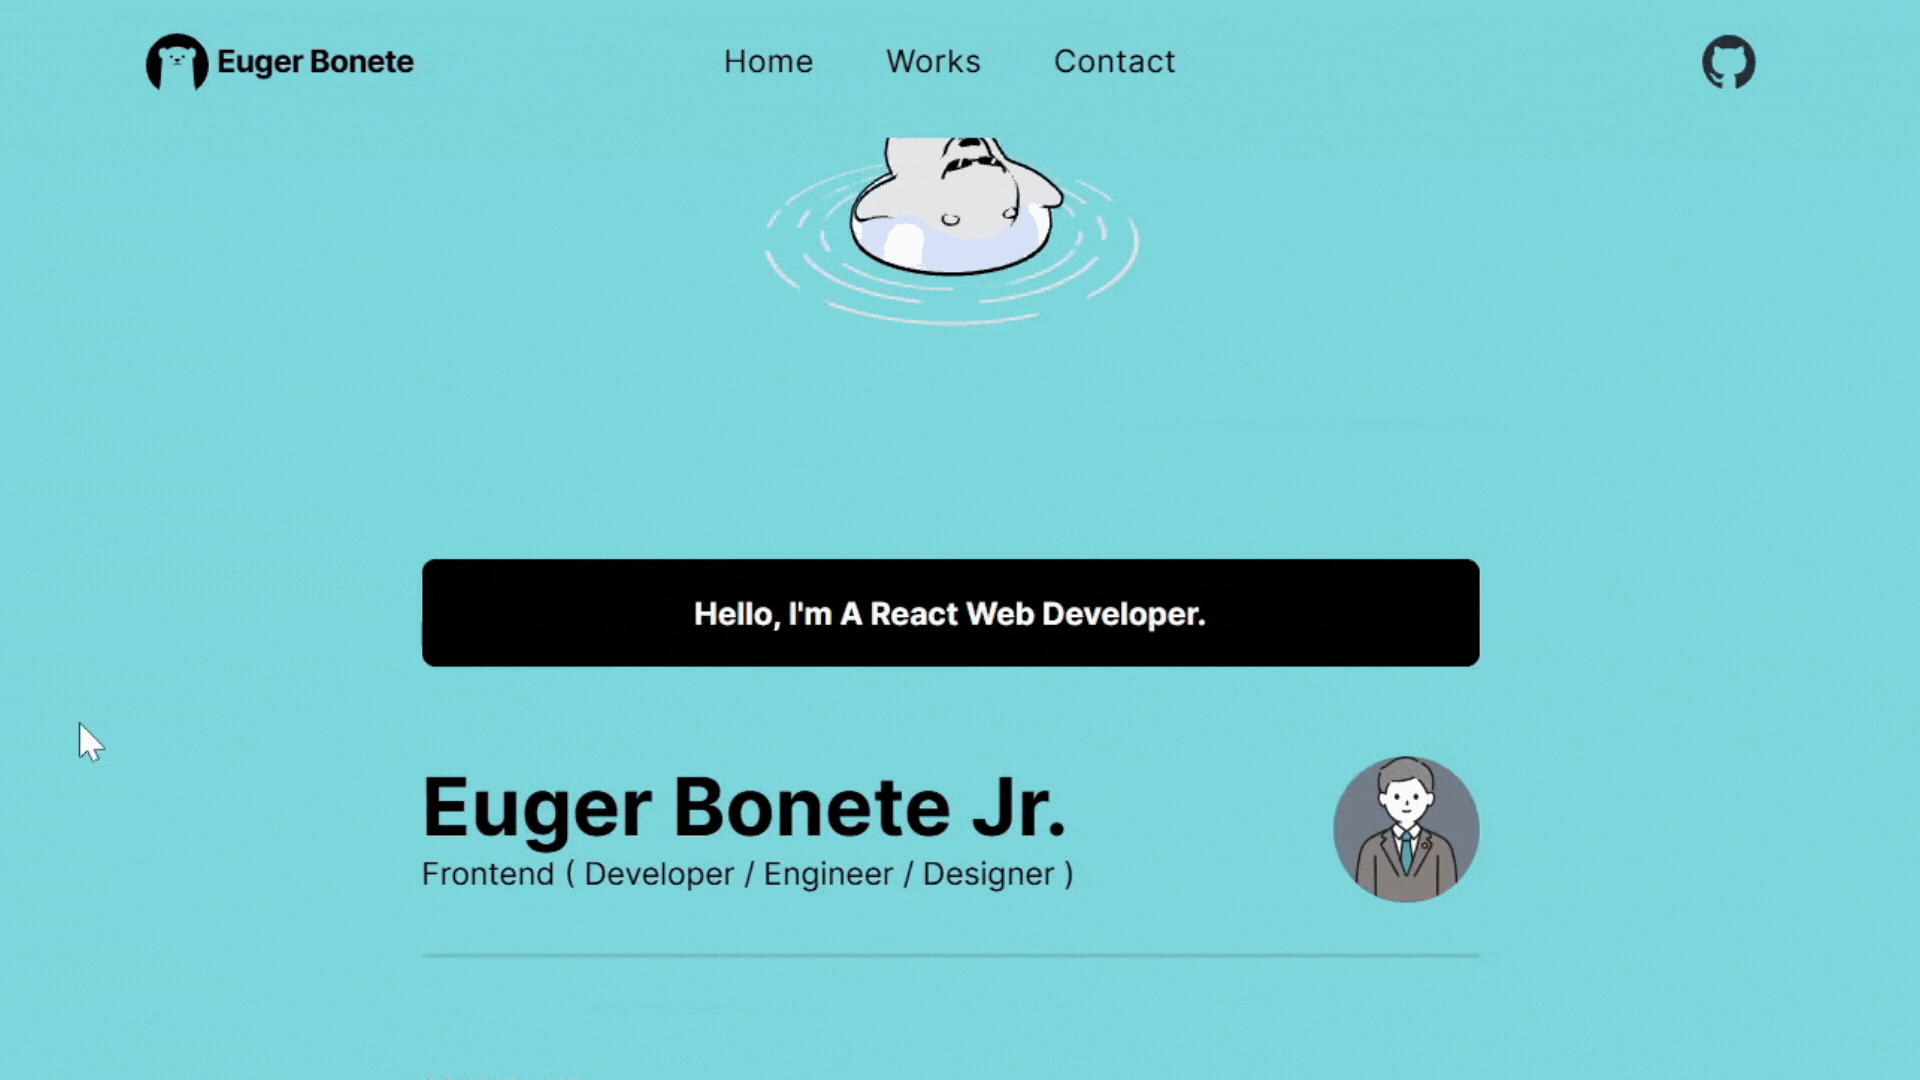 Euger Bonete
Home
Works
Contact
Hello, I'm A React Web Developer.
Euger Bonete Jr.
Frontend ( Developer / Engineer / Designer )